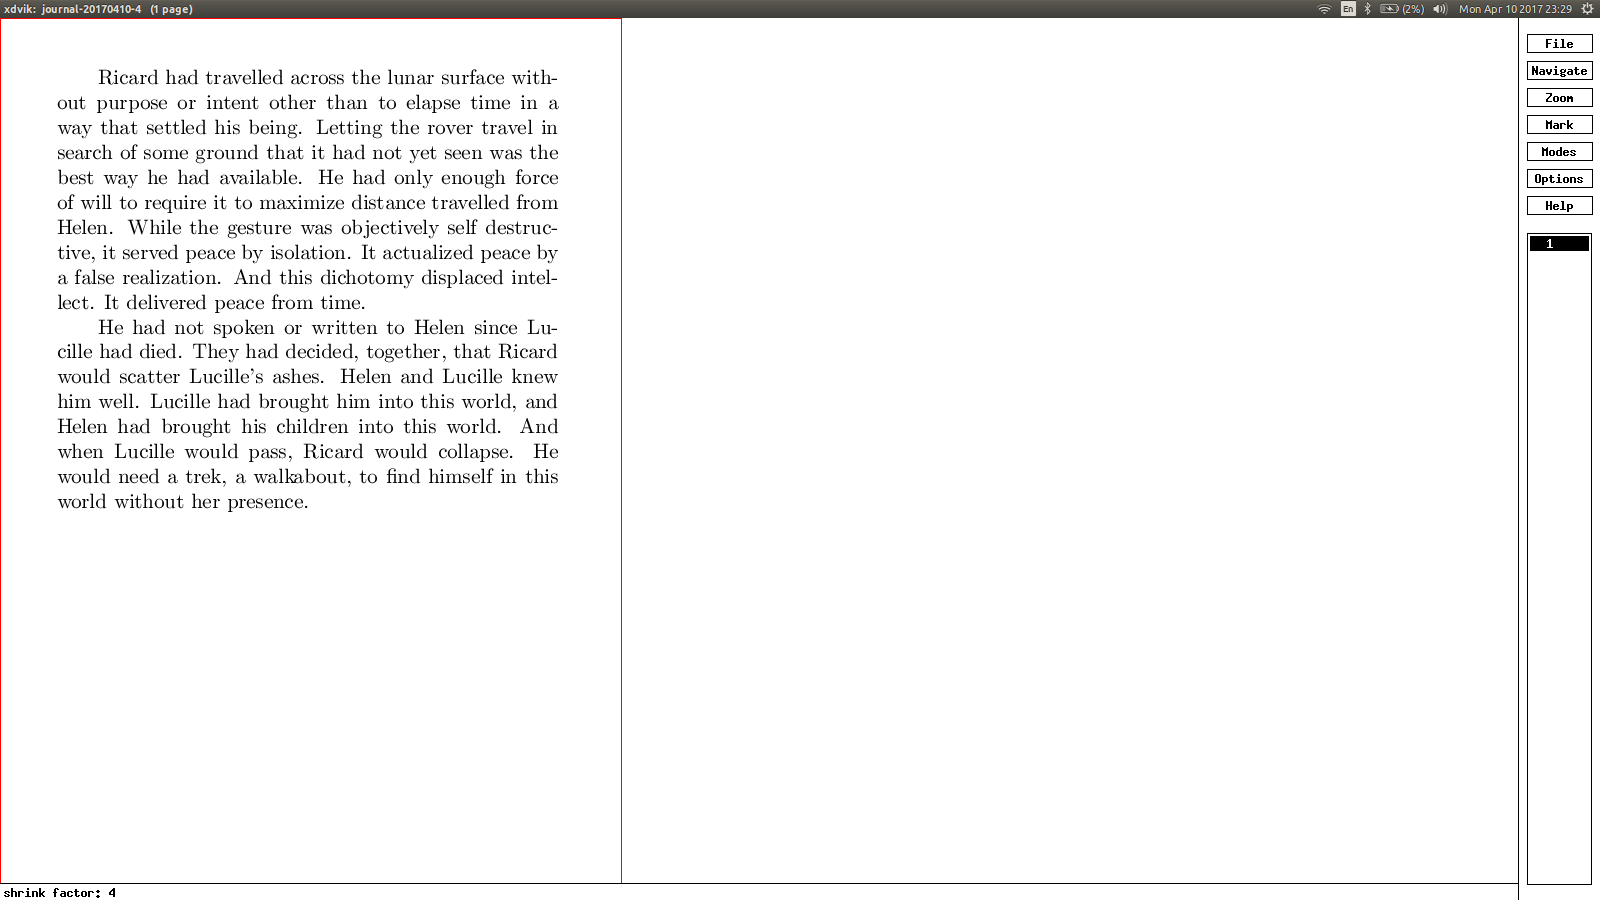 xdvik: journal-20170410-4 (1 page)
En (2%) Mon Apr 10 2017 23:29
Ricard had travelled across the lunar surface with-
out purpose or intent other than to elapse time in a
way that settled his being. Letting the rover travel in
search of some ground that it had not yet seen was the
best way he had available. He had only enough force
of will to require it to maximize distance travelled from
Helen. While the gesture was objectively self destruc-
tive, it served peace by isolation. It actualized peace by
a false realization. And this dichotomy displaced intel-
lect. It delivered peace from time.
He had not spoken or written to Helen since Lu-
cille had died. They had decided, together, that Ricard
would scatter Lucille's ashes. Helen and Lucille knew
him well. Lucille had brought him into this world, and
Helen had brought his children into this world. And
when Lucille would pass, Ricard would collapse. He
would need a trek, a walkabout, to find himself in this
world without her presence.
File
Navigate
Zoom
Mark
Modes
Options
Help
1
shrink factor: 4